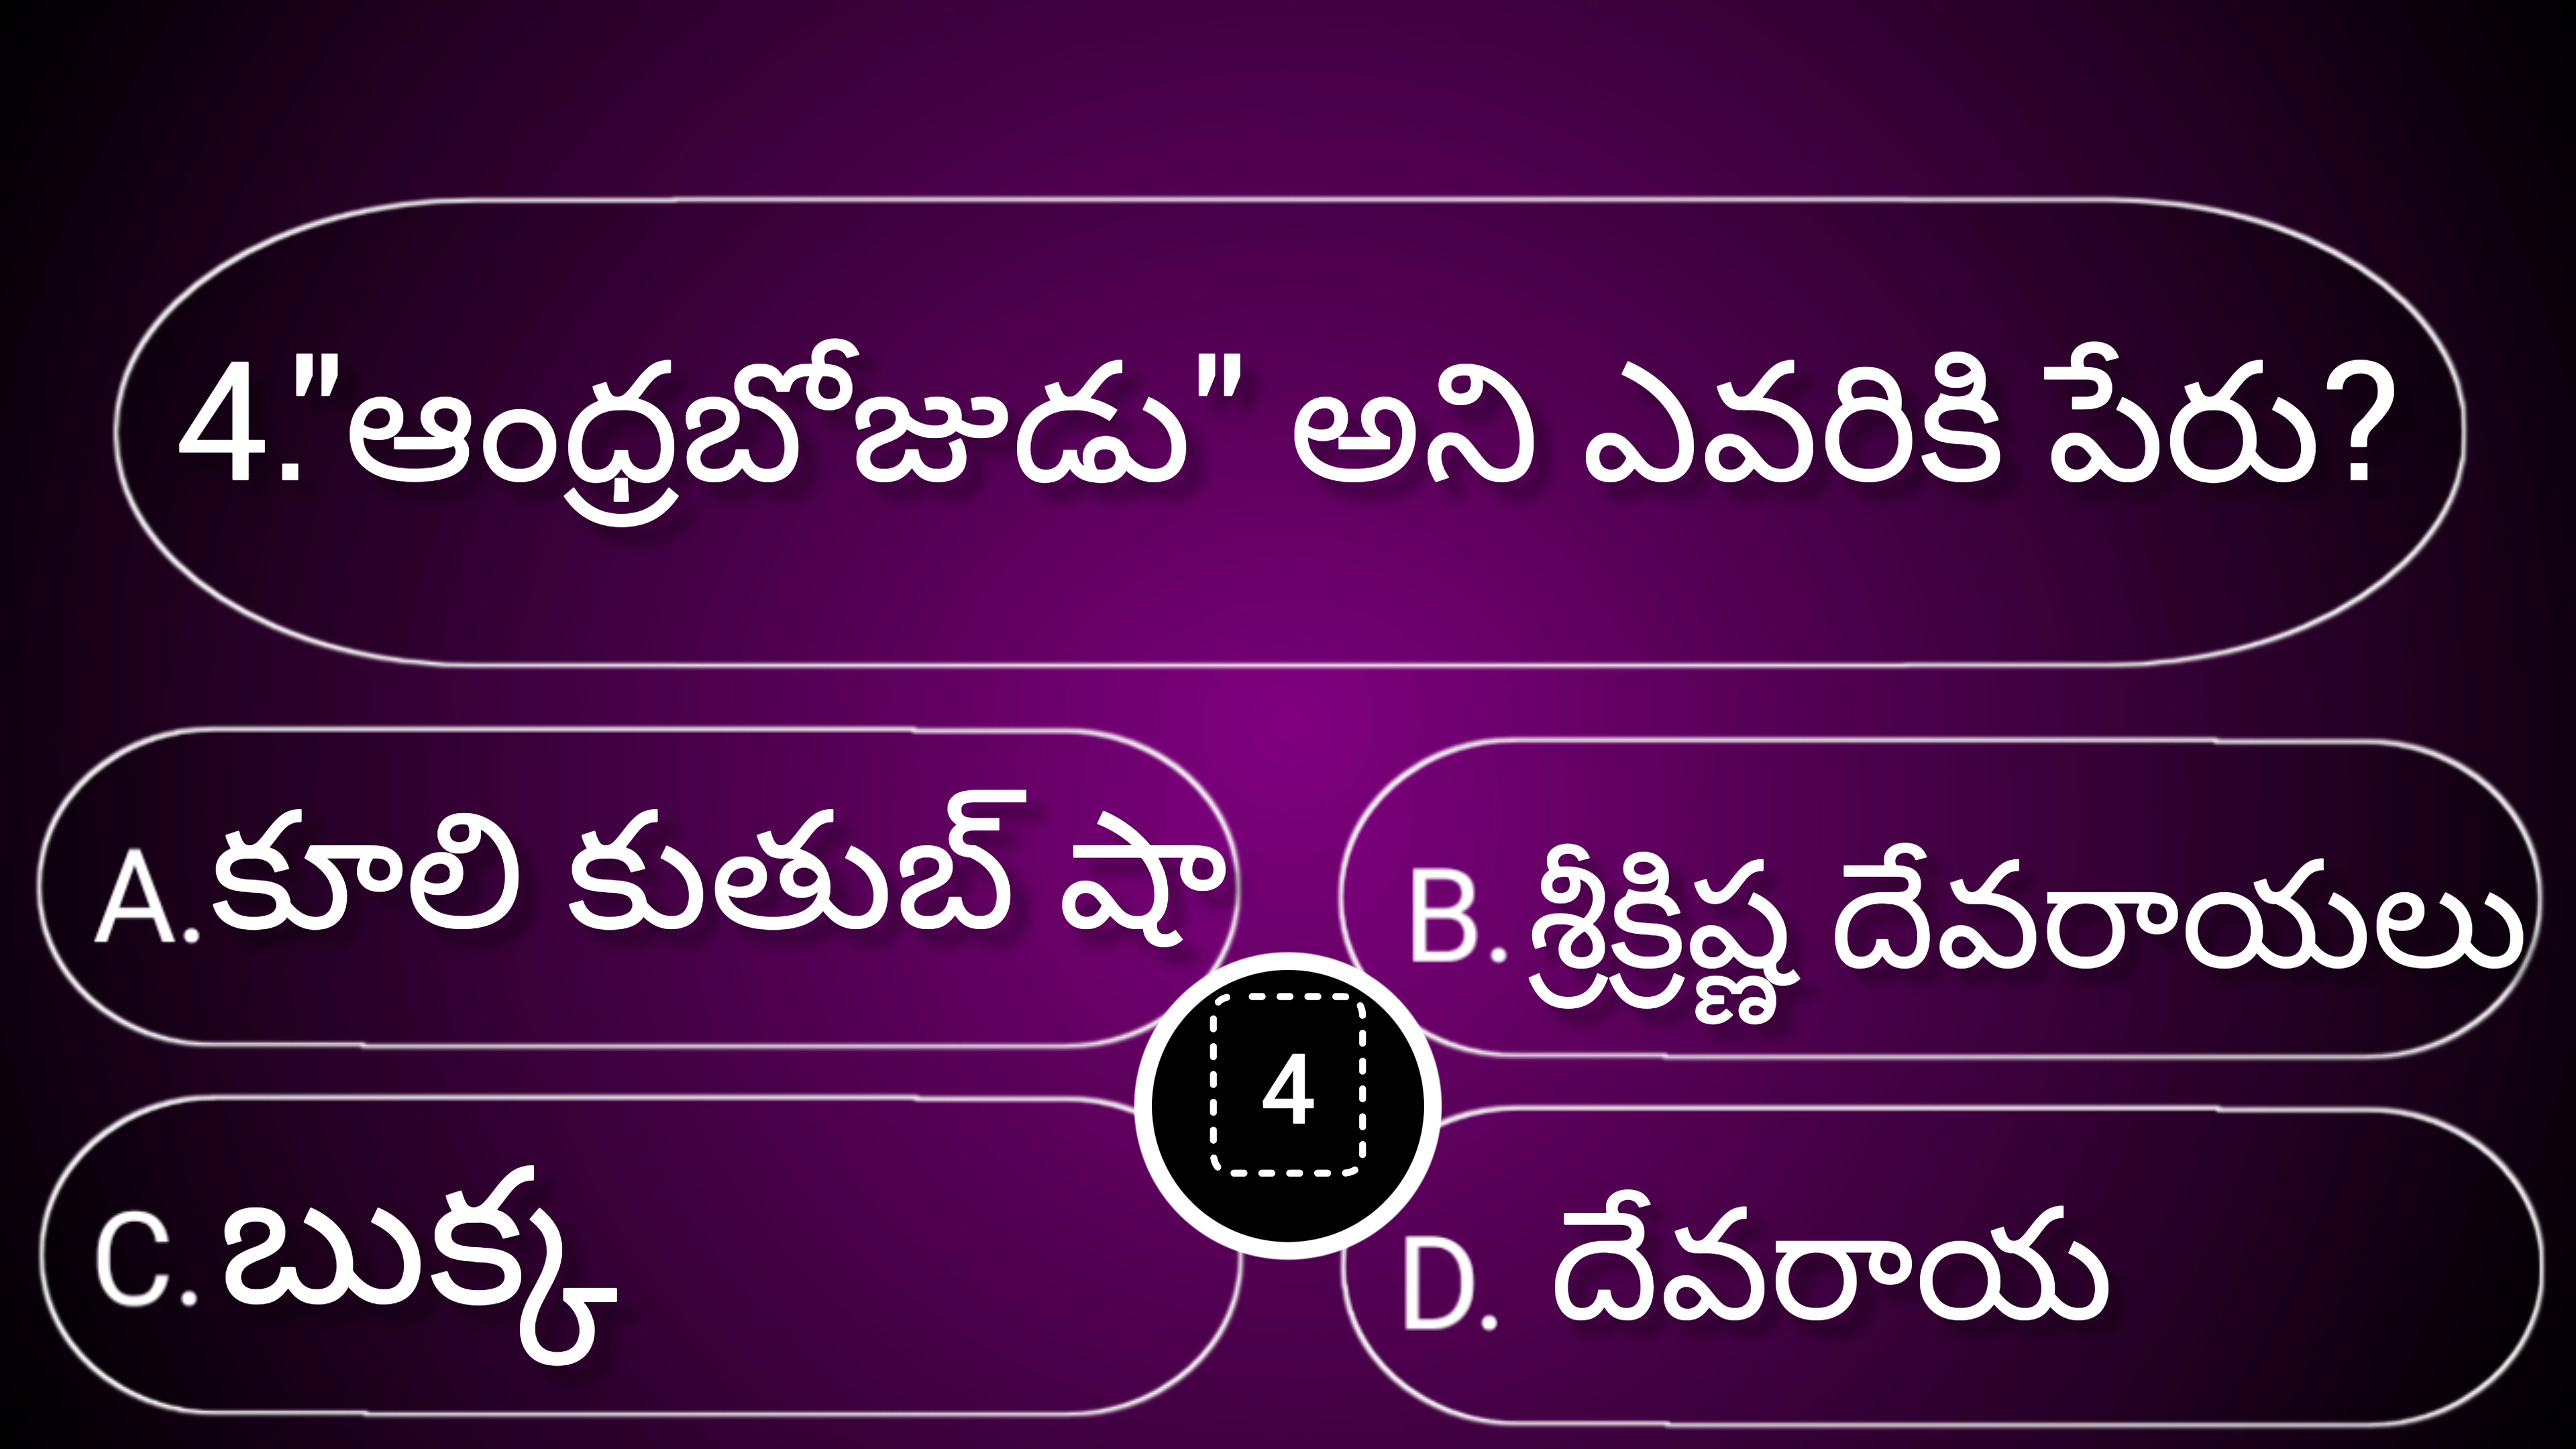 4."ఆంధ్రబోజుడు" అని ఎవరికి పేరు?
A.కూలి కుతుబ్ షా
B. శ్రీక్రిష్ణ దేవరాయలు
4
C. బుక్క
D. దేవరాయ